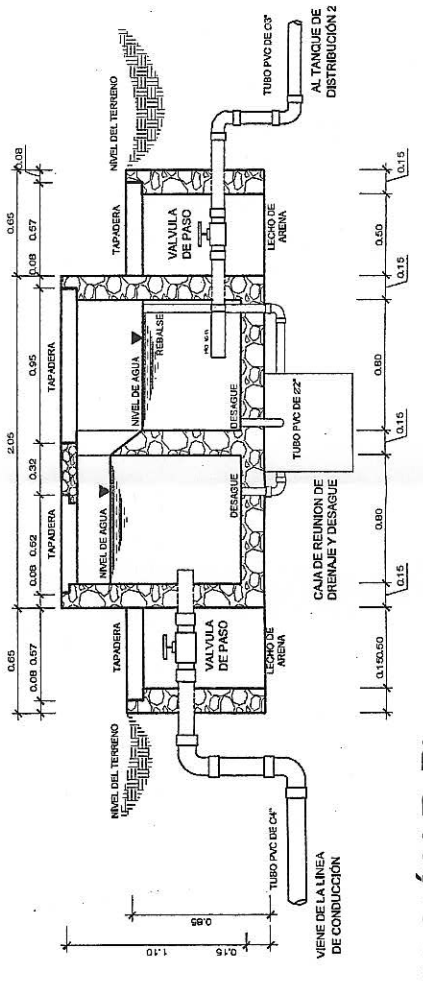 0.65
2.05
0.65
0.08
0.08 0.57
0.08 0.62
0.32
0.95
0.08 0.57
TAPADERA
TAPADERA
NIVEL DEL TERRENO
NIVEL DEL TERRENO
TAPADERA
TAPADERA
NIVEL DE AGUA
NIVEL DE AGUA
REBALSE
VALVULA
DE PASO
VALVULA
DE PASO
DESAGUE
DESAGUE
LECHO DE
ARENA
LECHO DE
ARENA
TUBO PVC DE Ø4"
TUBO PVC DE Ø3"
TUBO PVC DE Ø2"
VIENE DE LA LÍNEA
DE CONDUCCIÓN
AL TANQUE DE
DISTRIBUCIÓN 2
CAJA DE REUNION DE
DRENAJE Y DESAGUE
0.85
1.10
0.15
0.15 0.50
0.15
0.80
0.15
0.80
0.15
0.50
0.15